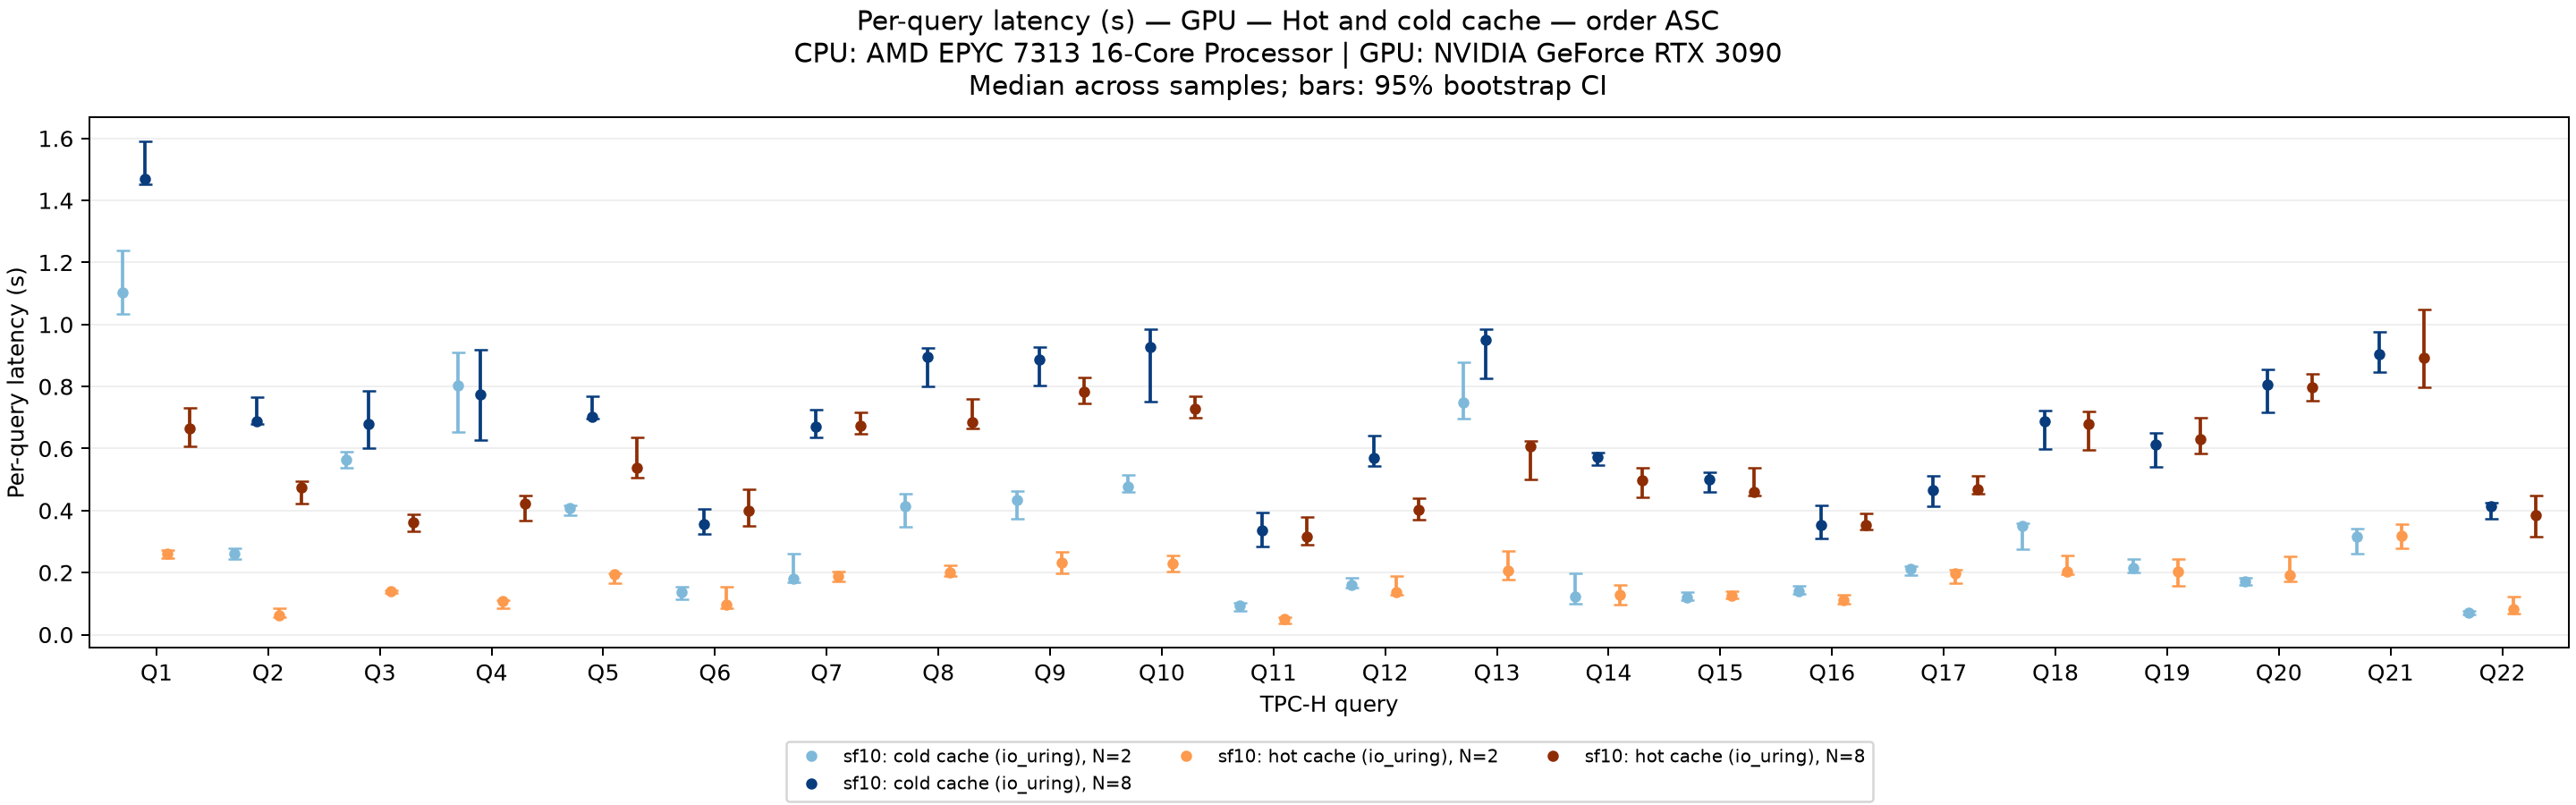 Per-query latency (s) — GPU — Hot and cold cache — order ASC
CPU: AMD EPYC 7313 16-Core Processor | GPU: NVIDIA GeForce RTX 3090
Median across samples; bars: 95% bootstrap CI
Per-query latency (s)
1.6
1.4
1.2
1.0
0.8
0.6
0.4
0.2
0.0
Q1 Q2 Q3 Q4 Q5 Q6 Q7 Q8 Q9 Q10 Q11 Q12 Q13 Q14 Q15 Q16 Q17 Q18 Q19 Q20 Q21 Q22
TPC-H query
sf10: cold cache (io_uring), N=2 sf10: hot cache (io_uring), N=2 sf10: hot cache (io_uring), N=8
sf10: cold cache (io_uring), N=8